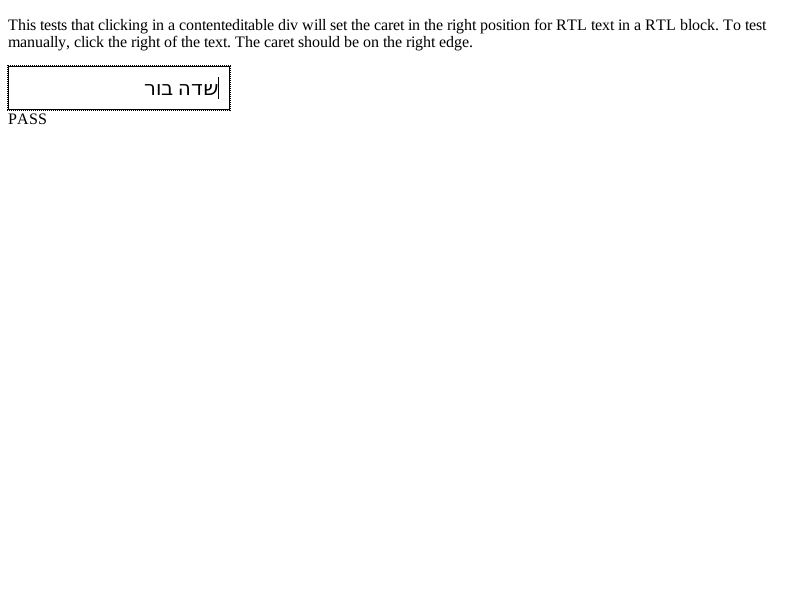 This tests that clicking in a contenteditable div will set the caret in the right position for RTL text in a RTL block. To test
manually, click the right of the text. The caret should be on the right edge.
שדה בור
PASS